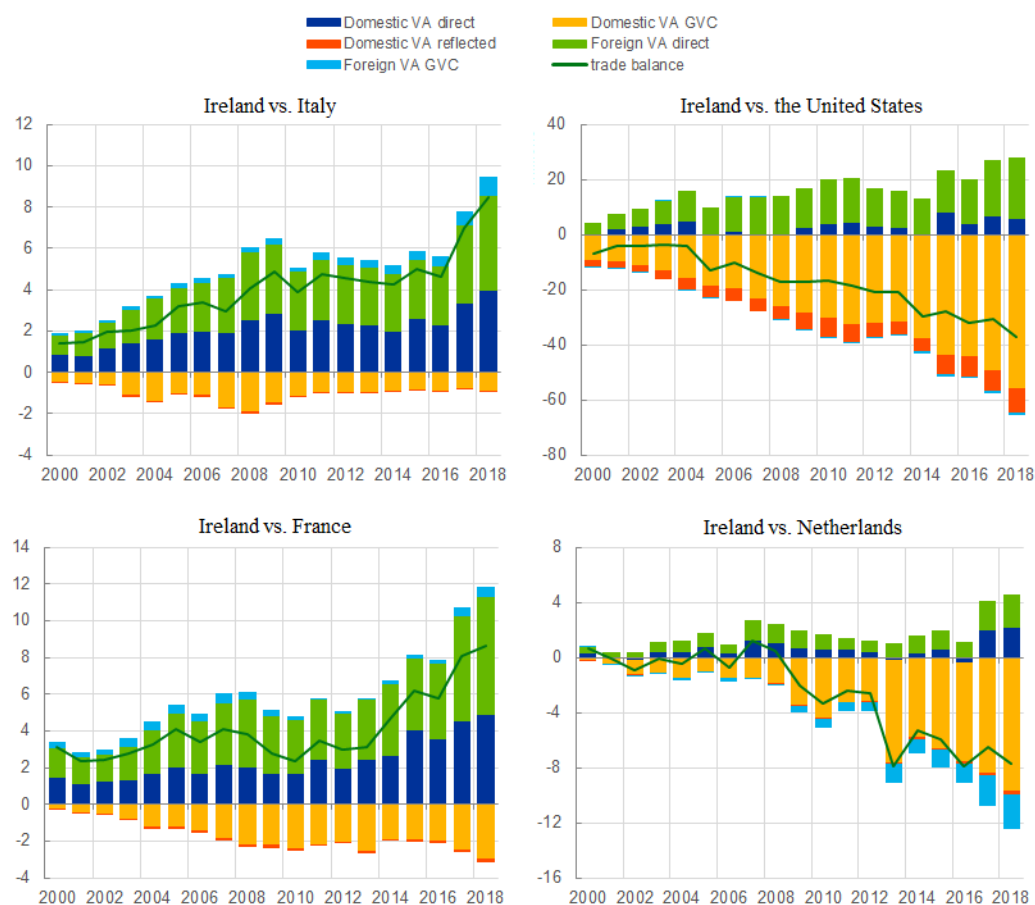 Domestic VA direct Domestic VA GVC
Domestic VA reflected Foreign VA direct
Foreign VA GVC trade balance
Ireland vs. Italy Ireland vs. the United States
12 40
10
8 20
6 0
4 -20
2
0 -40
-2 -60
-4 -80
2000 2002 2004 2006 2008 2010 2012 2014 2016 2018 2000 2002 2004 2006 2008 2010 2012 2014 2016 2018
Ireland vs. France Ireland vs. Netherlands
14 8
12
10 4
8 0
6
4 -4
2 -8
0
-2 -12
-4 -16
2000 2002 2004 2006 2008 2010 2012 2014 2016 2018 2000 2002 2004 2006 2008 2010 2012 2014 2016 2018